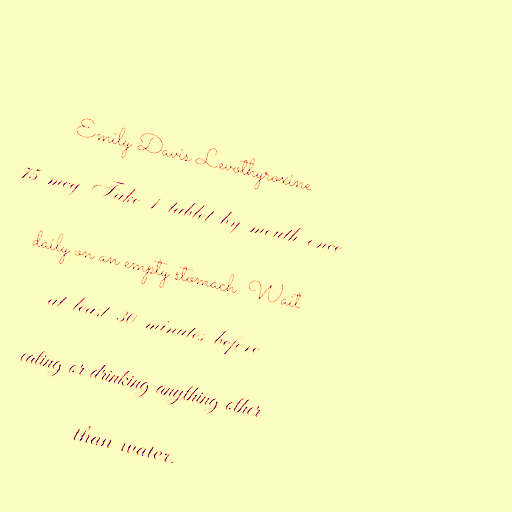 Emily Davis Levothyroxine
75 mcg Take 1 tablet by mouth once
daily on an empty stomach. Wait
at least 30 minutes before
eating or drinking anything other
than water.